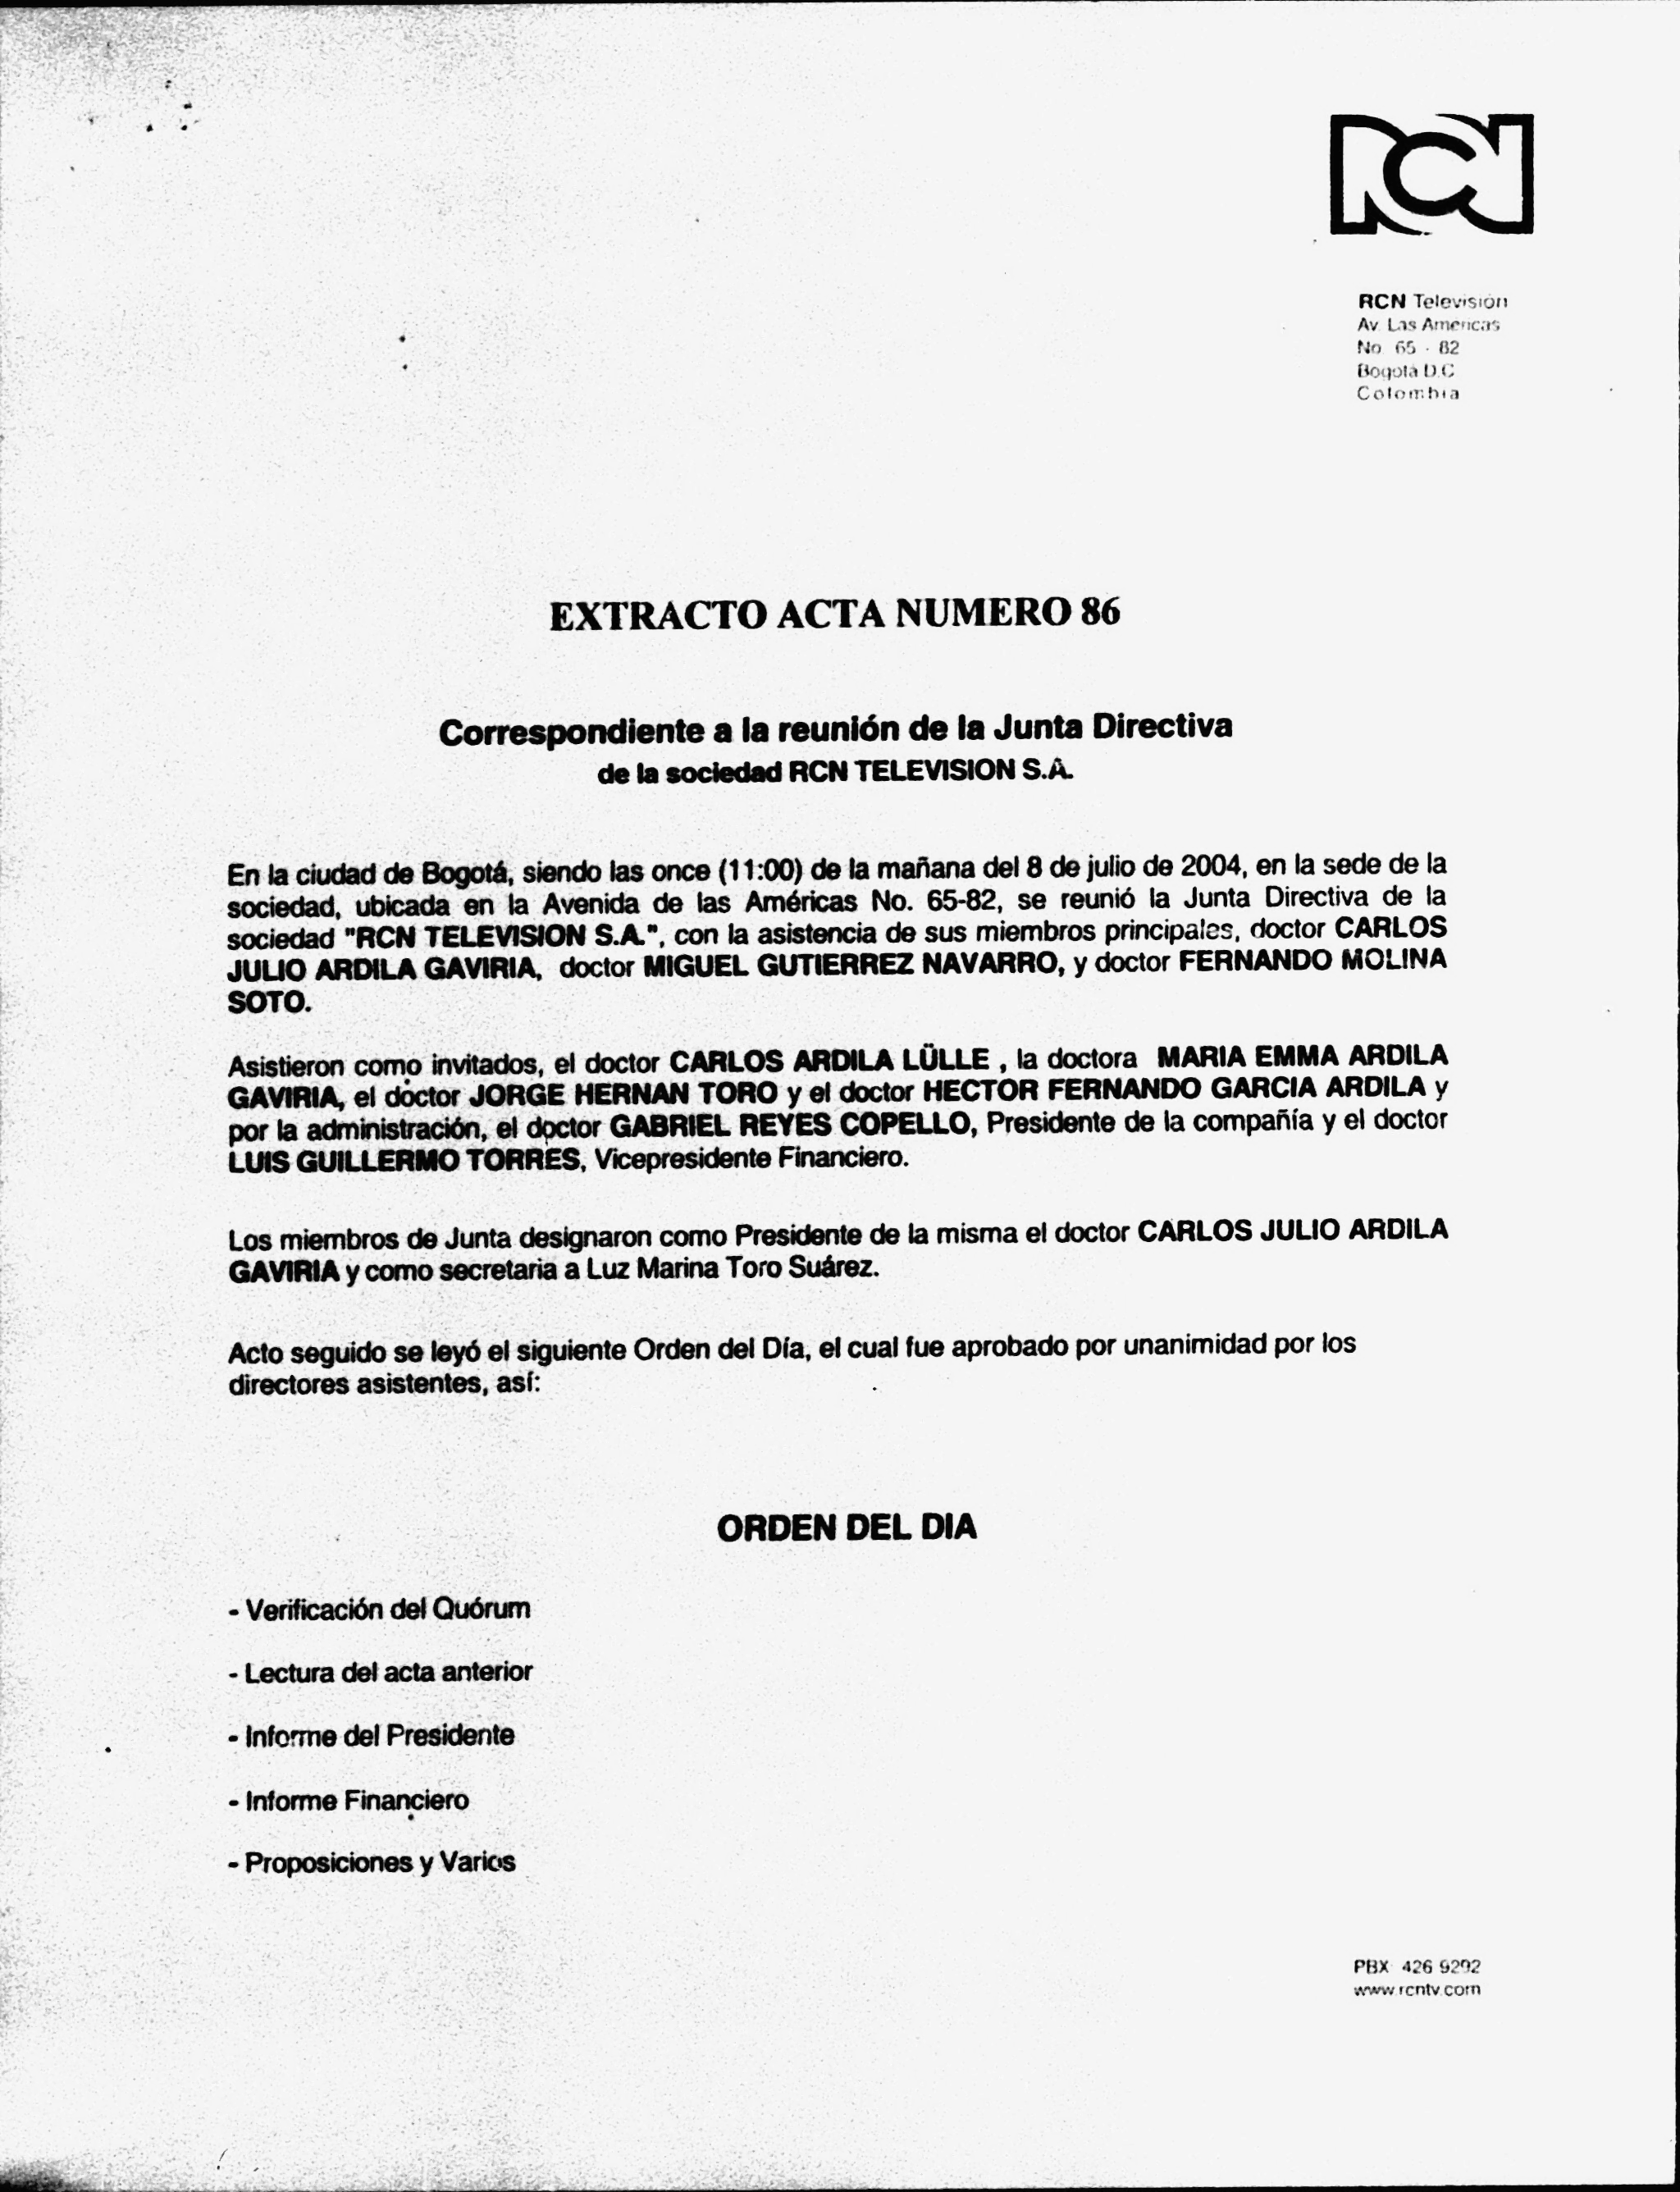 RCN
RCN Televisión
Av. Las Américas
No. 65 - 82
Bogotá D.C
Colombia
EXTRACTO ACTA NUMERO 86
Correspondiente a la reunión de la Junta Directiva
de la sociedad RCN TELEVISION S.A.
En la ciudad de Bogotá, siendo las once (11:00) de la mañana del 8 de julio de 2004, en la sede de la
sociedad, ubicada en la Avenida de las Américas No. 65-82, se reunió la Junta Directiva de la
sociedad "RCN TELEVISION S.A.", con la asistencia de sus miembros principales, doctor CARLOS
JULIO ARDILA GAVIRIA, doctor MIGUEL GUTIERREZ NAVARRO, y doctor FERNANDO MOLINA
SOTO.
Asistieron como invitados, el doctor CARLOS ARDILA LÜLLE , la doctora MARIA EMMA ARDILA
GAVIRIA, el doctor JORGE HERNAN TORO y el doctor HECTOR FERNANDO GARCIA ARDILA y
por la administración, el doctor GABRIEL REYES COPELLO, Presidente de la compañía y el doctor
LUIS GUILLERMO TORRES, Vicepresidente Financiero.
Los miembros de Junta designaron como Presidente de la misma el doctor CARLOS JULIO ARDILA
GAVIRIA y como secretaria a Luz Marina Toro Suárez.
Acto seguido se leyó el siguiente Orden del Día, el cual fue aprobado por unanimidad por los
directores asistentes, así:
ORDEN DEL DIA
- Verificación del Quórum
- Lectura del acta anterior
- Informe del Presidente
- Informe Financiero
- Proposiciones y Varios
PBX 426 9292
www.rcntv.com